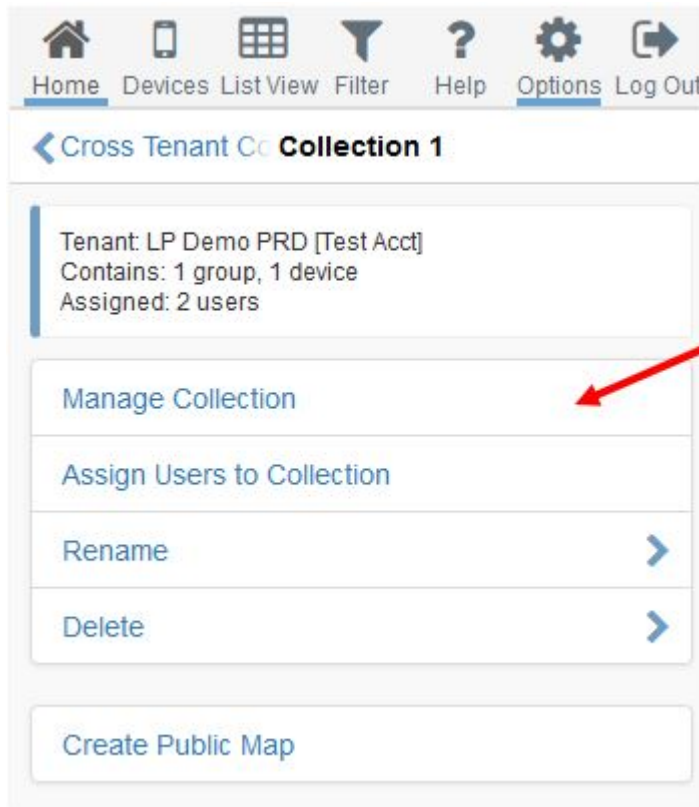 Home Devices List View Filter Help Options Log Out
Cross Tenant Collection 1
Tenant: LP Demo PRD [Test Acct]
Contains: 1 group, 1 device
Assigned: 2 users
Manage Collection
Assign Users to Collection
Rename
Delete
Create Public Map